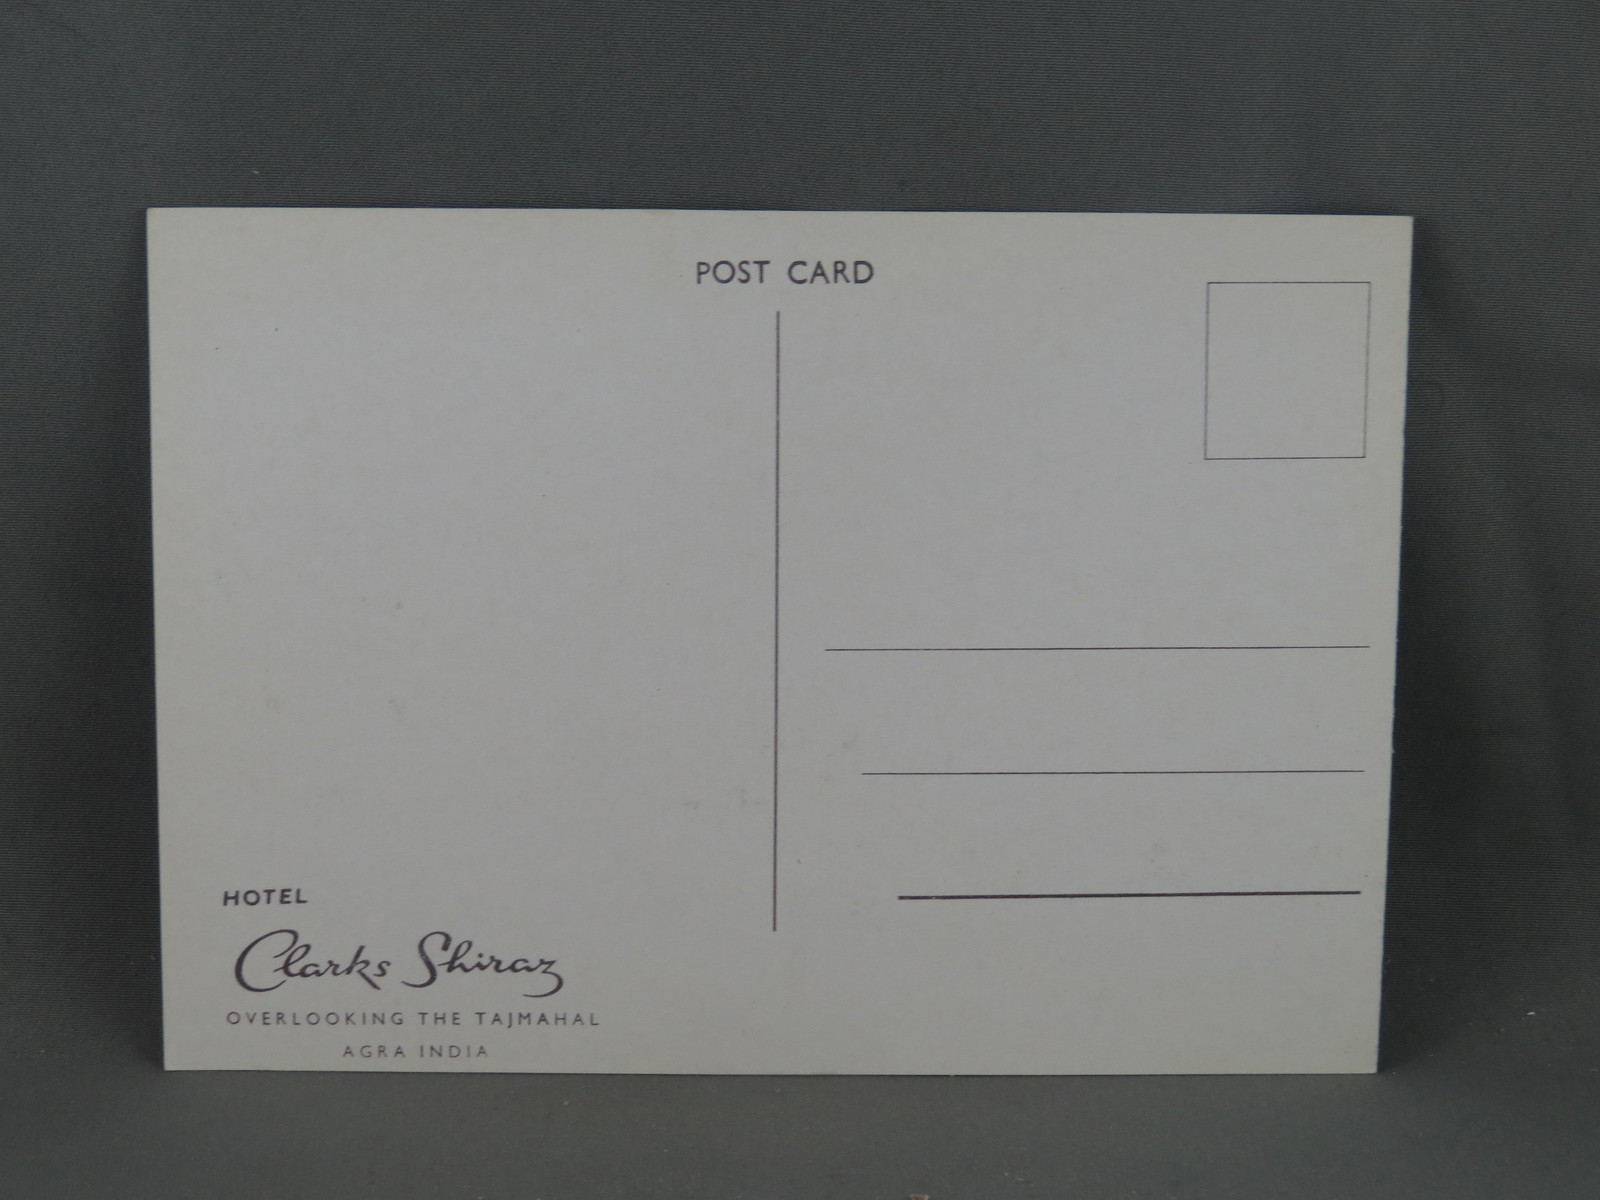 POST CARD
HOTEL
Clarks Shiraz
OVERLOOKING THE TAJMAHAL
AGRA INDIA